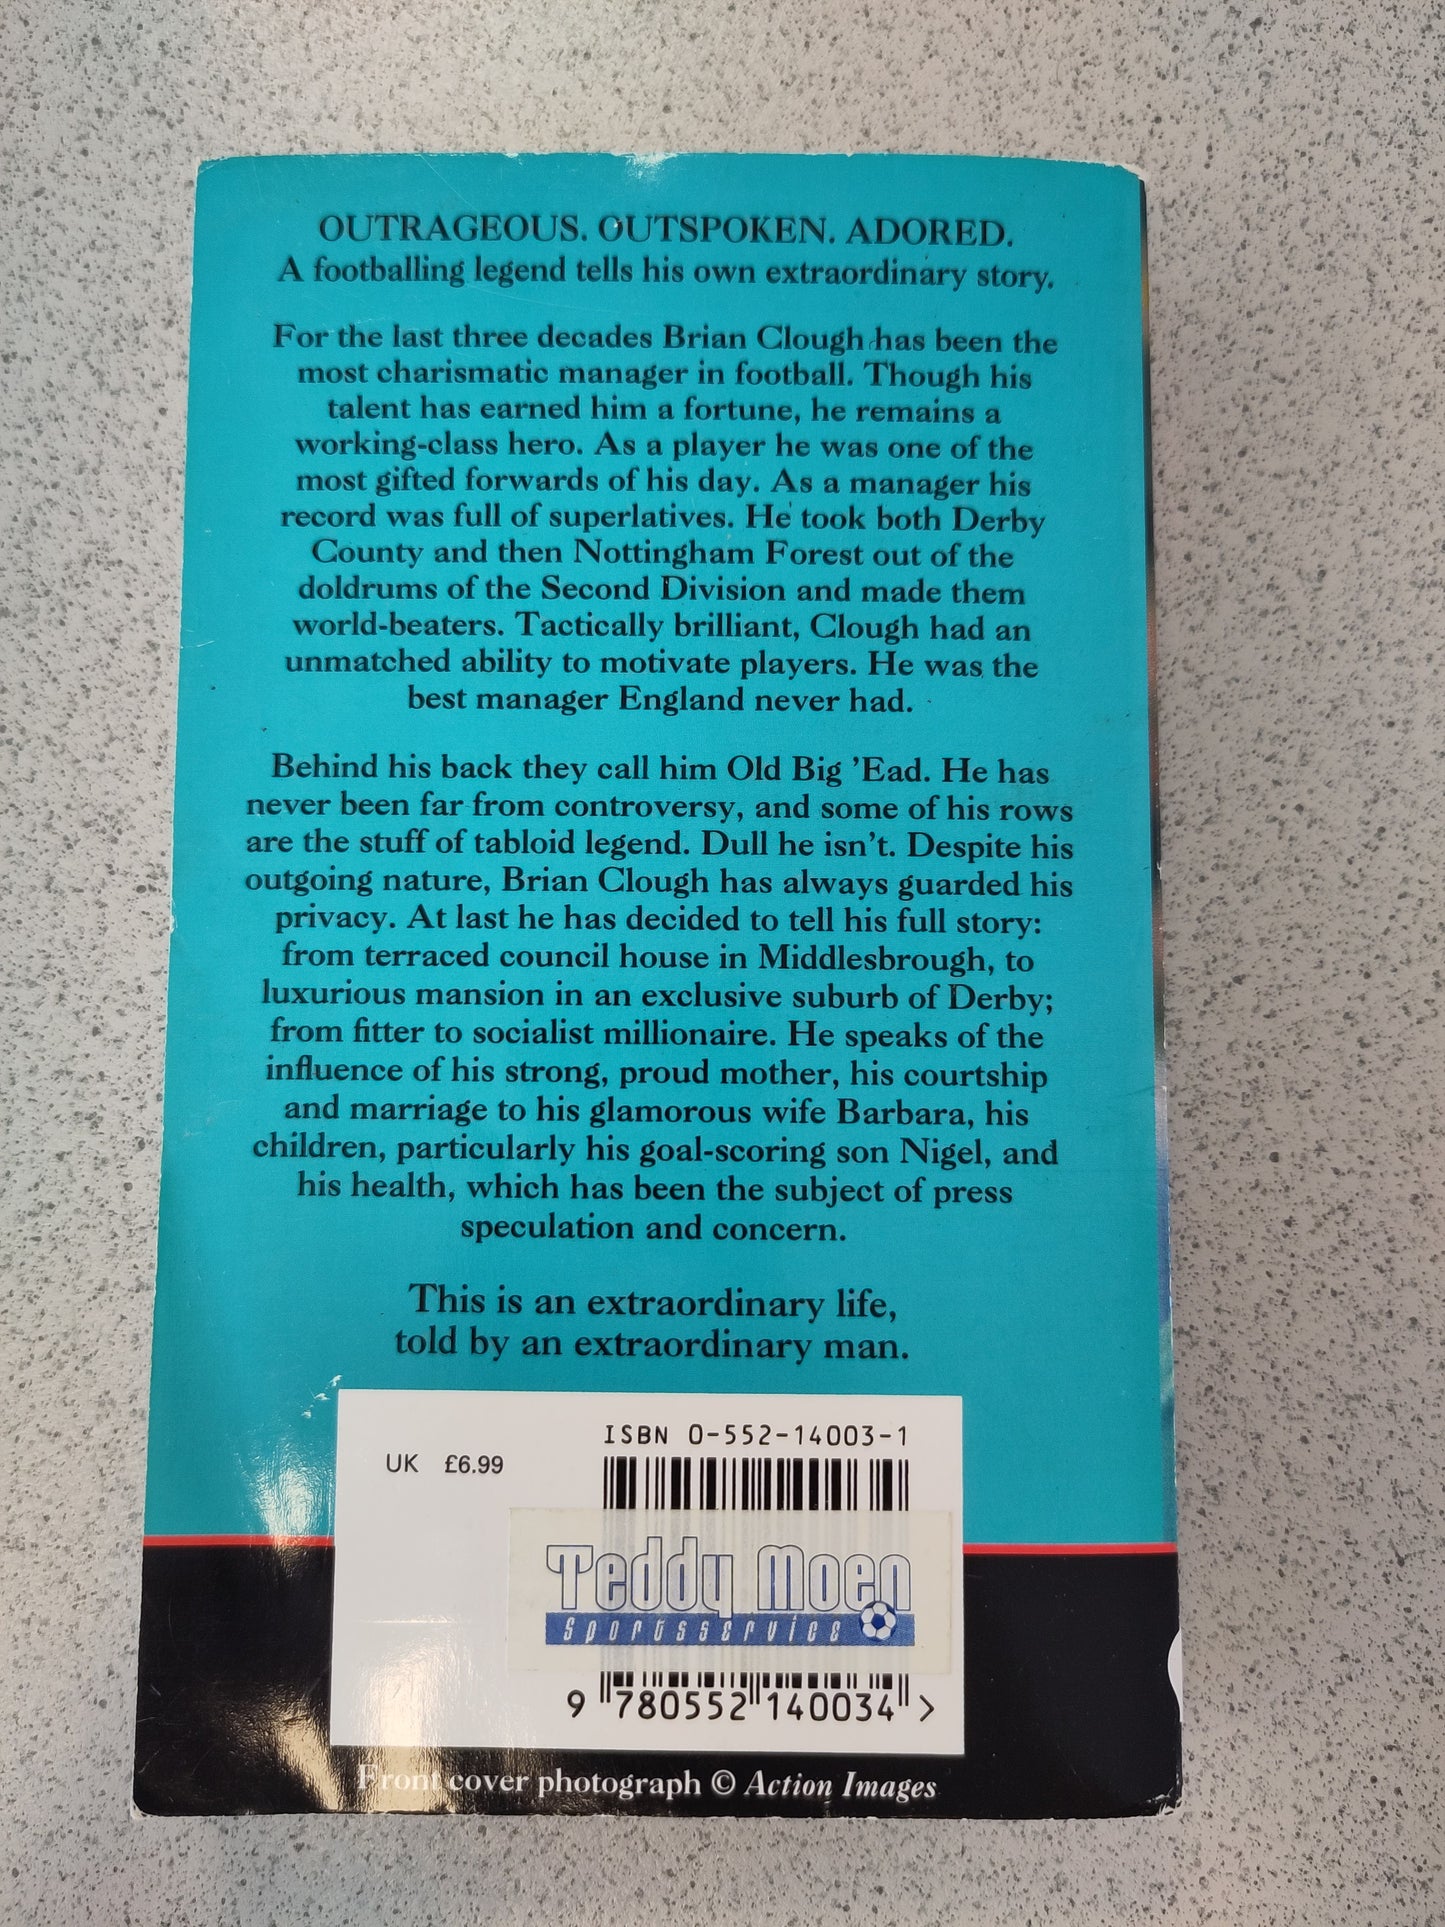 OUTRAGEOUS. OUTSPOKEN. ADORED.
A footballing legend tells his own extraordinary story.
For the last three decades Brian Clough has been the
most charismatic manager in football. Though his
talent has earned him a fortune, he remains a
working-class hero. As a player he was one of the
most gifted forwards of his day. As a manager his
record was full of superlatives. He took both Derby
County and then Nottingham Forest out of the
doldrums of the Second Division and made them
world-beaters. Tactically brilliant, Clough had an
unmatched ability to motivate players. He was the
best manager England never had.
Behind his back they call him Old Big ’Ead. He has
never been far from controversy, and some of his rows
are the stuff of tabloid legend. Dull he isn’t. Despite his
outgoing nature, Brian Clough has always guarded his
privacy. At last he has decided to tell his full story:
from terraced council house in Middlesbrough, to
luxurious mansion in an exclusive suburb of Derby;
from fitter to socialist millionaire. He speaks of the
influence of his strong, proud mother, his courtship
and marriage to his glamorous wife Barbara, his
children, particularly his goal-scoring son Nigel, and
his health, which has been the subject of press
speculation and concern.
This is an extraordinary life,
told by an extraordinary man.
ISBN 0-552-14003-1
UK £6.99
Teddy Moen
Sportsservice
9 780552 140034 >
Front cover photograph © Action Images